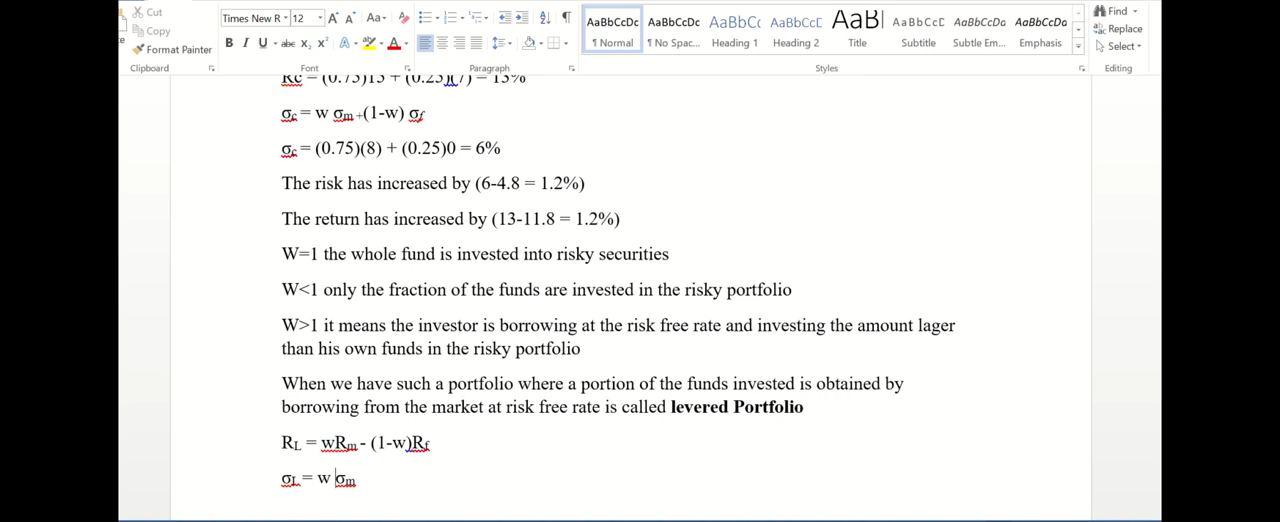 Cut
Copy
Format Painter
Clipboard
Times New R 12
Font
Paragraph
AaBbCcDc AaBbCcDc AaBbCc AaBbCcD AaBl AaBbCcD AaBbCcDc AaBbCcDc
¶ Normal ¶ No Spac... Heading 1 Heading 2 Title Subtitle Subtle Em... Emphasis
Styles
Find
Replace
Select
Editing
σc = w σm +(1-w) σf
σc = (0.75)(8) + (0.25)0 = 6%
The risk has increased by (6-4.8 = 1.2%)
The return has increased by (13-11.8 = 1.2%)
W=1 the whole fund is invested into risky securities
W<1 only the fraction of the funds are invested in the risky portfolio
W>1 it means the investor is borrowing at the risk free rate and investing the amount lager
than his own funds in the risky portfolio
When we have such a portfolio where a portion of the funds invested is obtained by
borrowing from the market at risk free rate is called levered Portfolio
RL = wRm - (1-w)Rf
σL = w σm